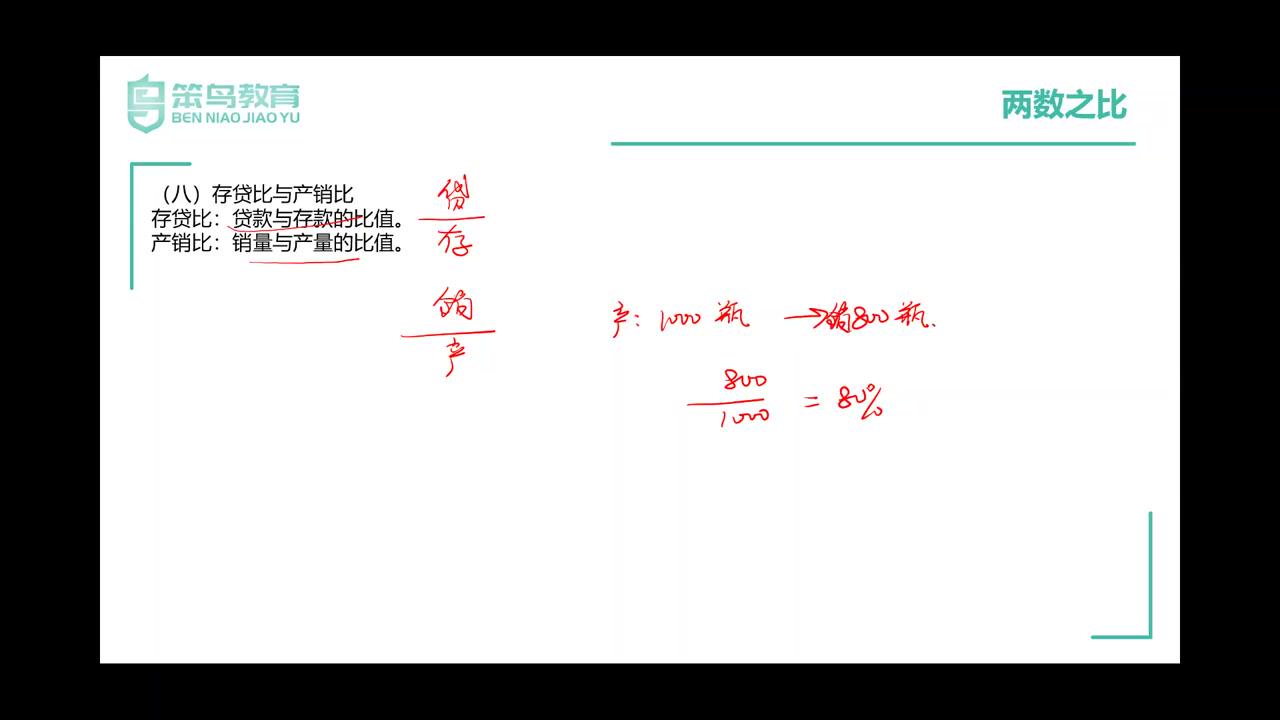 笨鸟教育
BEN NIAO JIAO YU
两数之比
（八）存贷比与产销比
存贷比：贷款与存款的比值。
产销比：销量与产量的比值。
贷
存
销
产
产：1000瓶 →销800瓶.
800
1000
= 80%